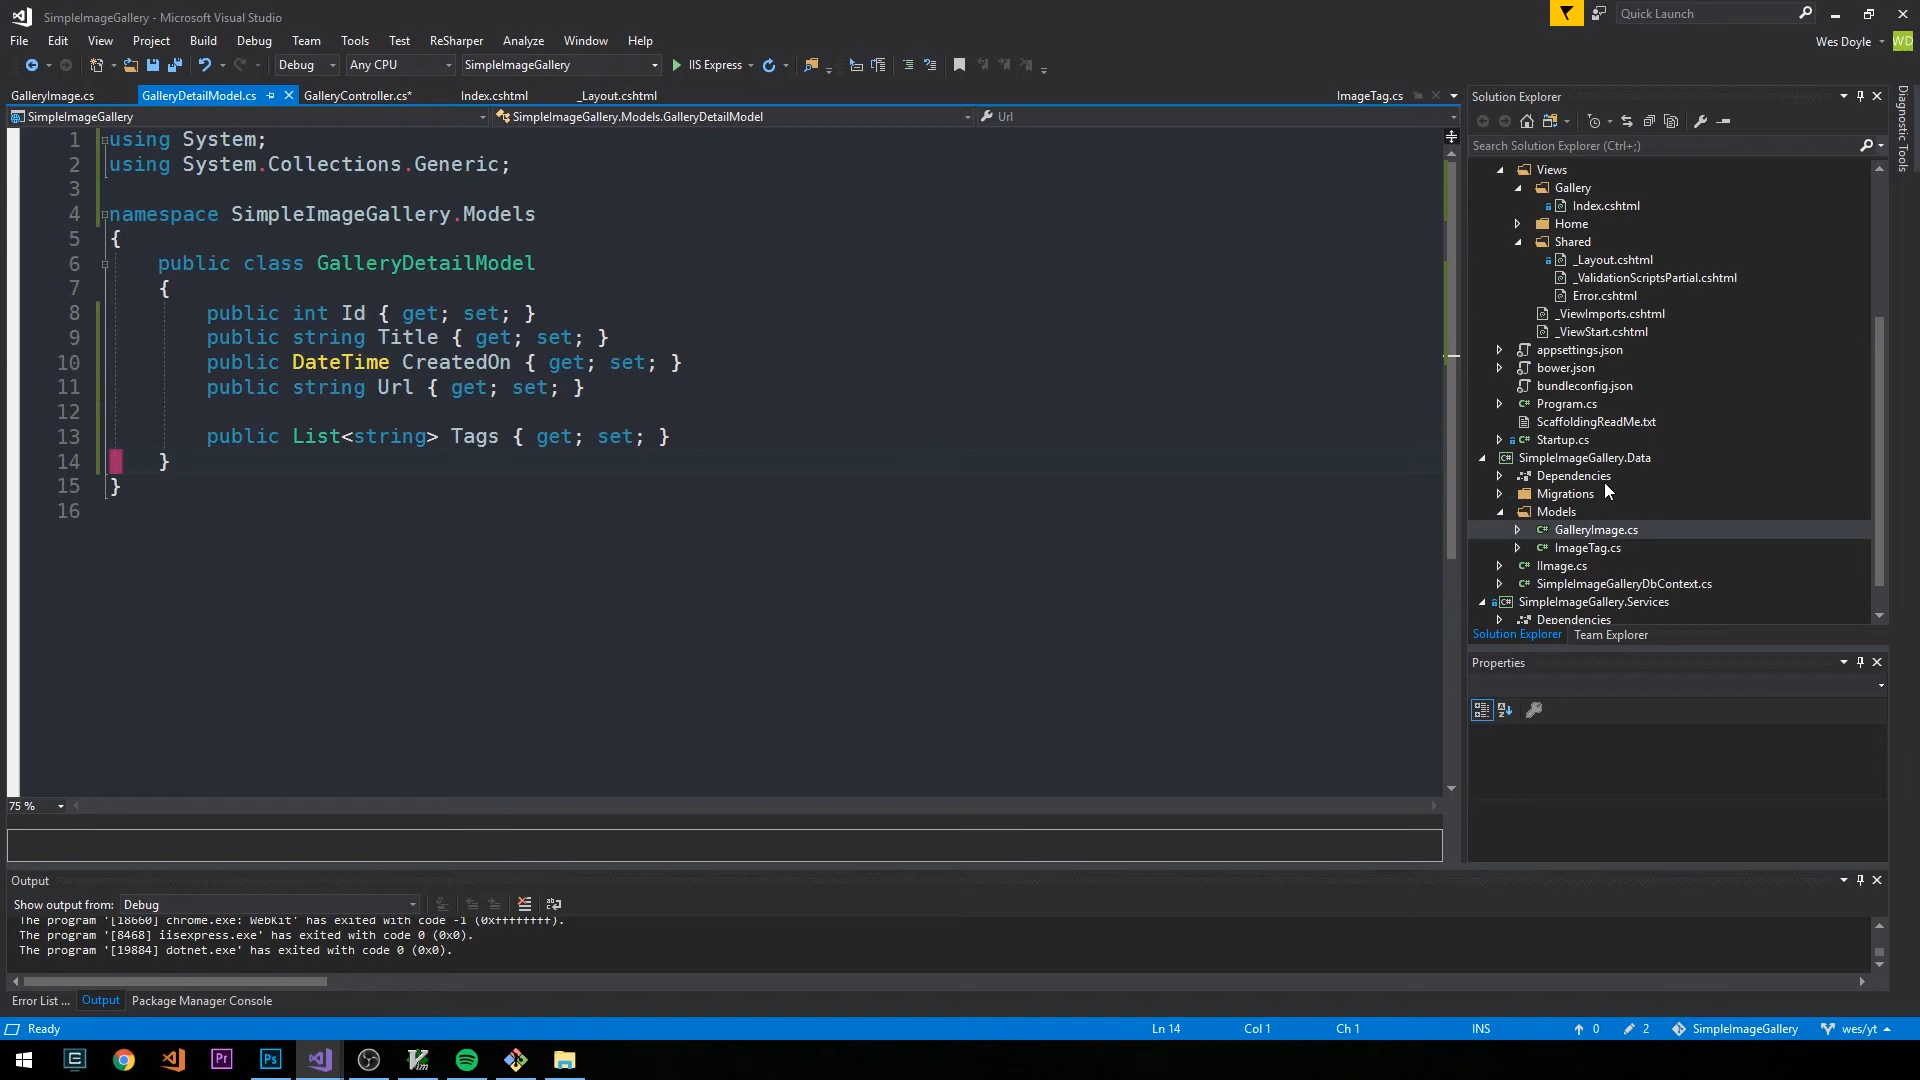 SimpleImageGallery - Microsoft Visual Studio
Quick Launch
File Edit View Project Build Debug Team Tools Test ReSharper Analyze Window Help
Wes Doyle
WD
Debug
Any CPU
SimpleImageGallery
IIS Express
GalleryImage.cs
GalleryDetailModel.cs
GalleryController.cs*
Index.cshtml
_Layout.cshtml
ImageTag.cs
SimpleImageGallery
SimpleImageGallery.Models.GalleryDetailModel
Url
1 using System;
2 using System.Collections.Generic;
3
4 namespace SimpleImageGallery.Models
5 {
6 public class GalleryDetailModel
7 {
8 public int Id { get; set; }
9 public string Title { get; set; }
10 public DateTime CreatedOn { get; set; }
11 public string Url { get; set; }
12
13 public List<string> Tags { get; set; }
14 }
15 }
16
75 %
Solution Explorer
Search Solution Explorer (Ctrl+;)
Views
Gallery
Index.cshtml
Home
Shared
_Layout.cshtml
_ValidationScriptsPartial.cshtml
Error.cshtml
_ViewImports.cshtml
_ViewStart.cshtml
appsettings.json
bower.json
bundleconfig.json
C# Program.cs
ScaffoldingReadMe.txt
C# Startup.cs
C# SimpleImageGallery.Data
Dependencies
Migrations
Models
C# GalleryImage.cs
C# ImageTag.cs
C# IImage.cs
C# SimpleImageGalleryDbContext.cs
C# SimpleImageGallery.Services
Dependencies
Solution Explorer
Team Explorer
Properties
Diagnostic Tools
Output
Show output from: Debug
The program '[18660] chrome.exe: WebKit' has exited with code -1 (0xffffffff).
The program '[8468] iisexpress.exe' has exited with code 0 (0x0).
The program '[19884] dotnet.exe' has exited with code 0 (0x0).
Error List ...
Output
Package Manager Console
Ready
Ln 14
Col 1
Ch 1
INS
0
2
SimpleImageGallery
wes/yt
Pr
Ps